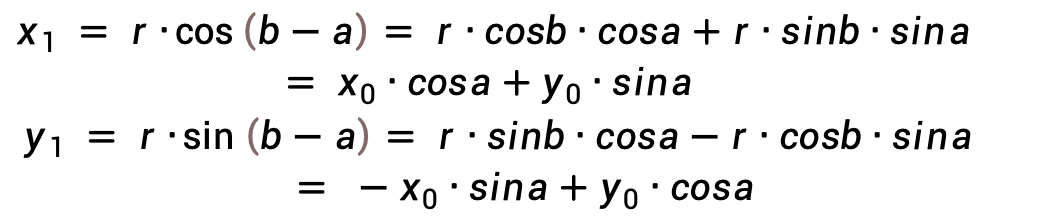 x₁ = r · cos (b − a) = r · cosb · cosa + r · sinb · sina
= x₀ · cosa + y₀ · sina
y₁ = r · sin (b − a) = r · sinb · cosa − r · cosb · sina
= − x₀ · sina + y₀ · cosa